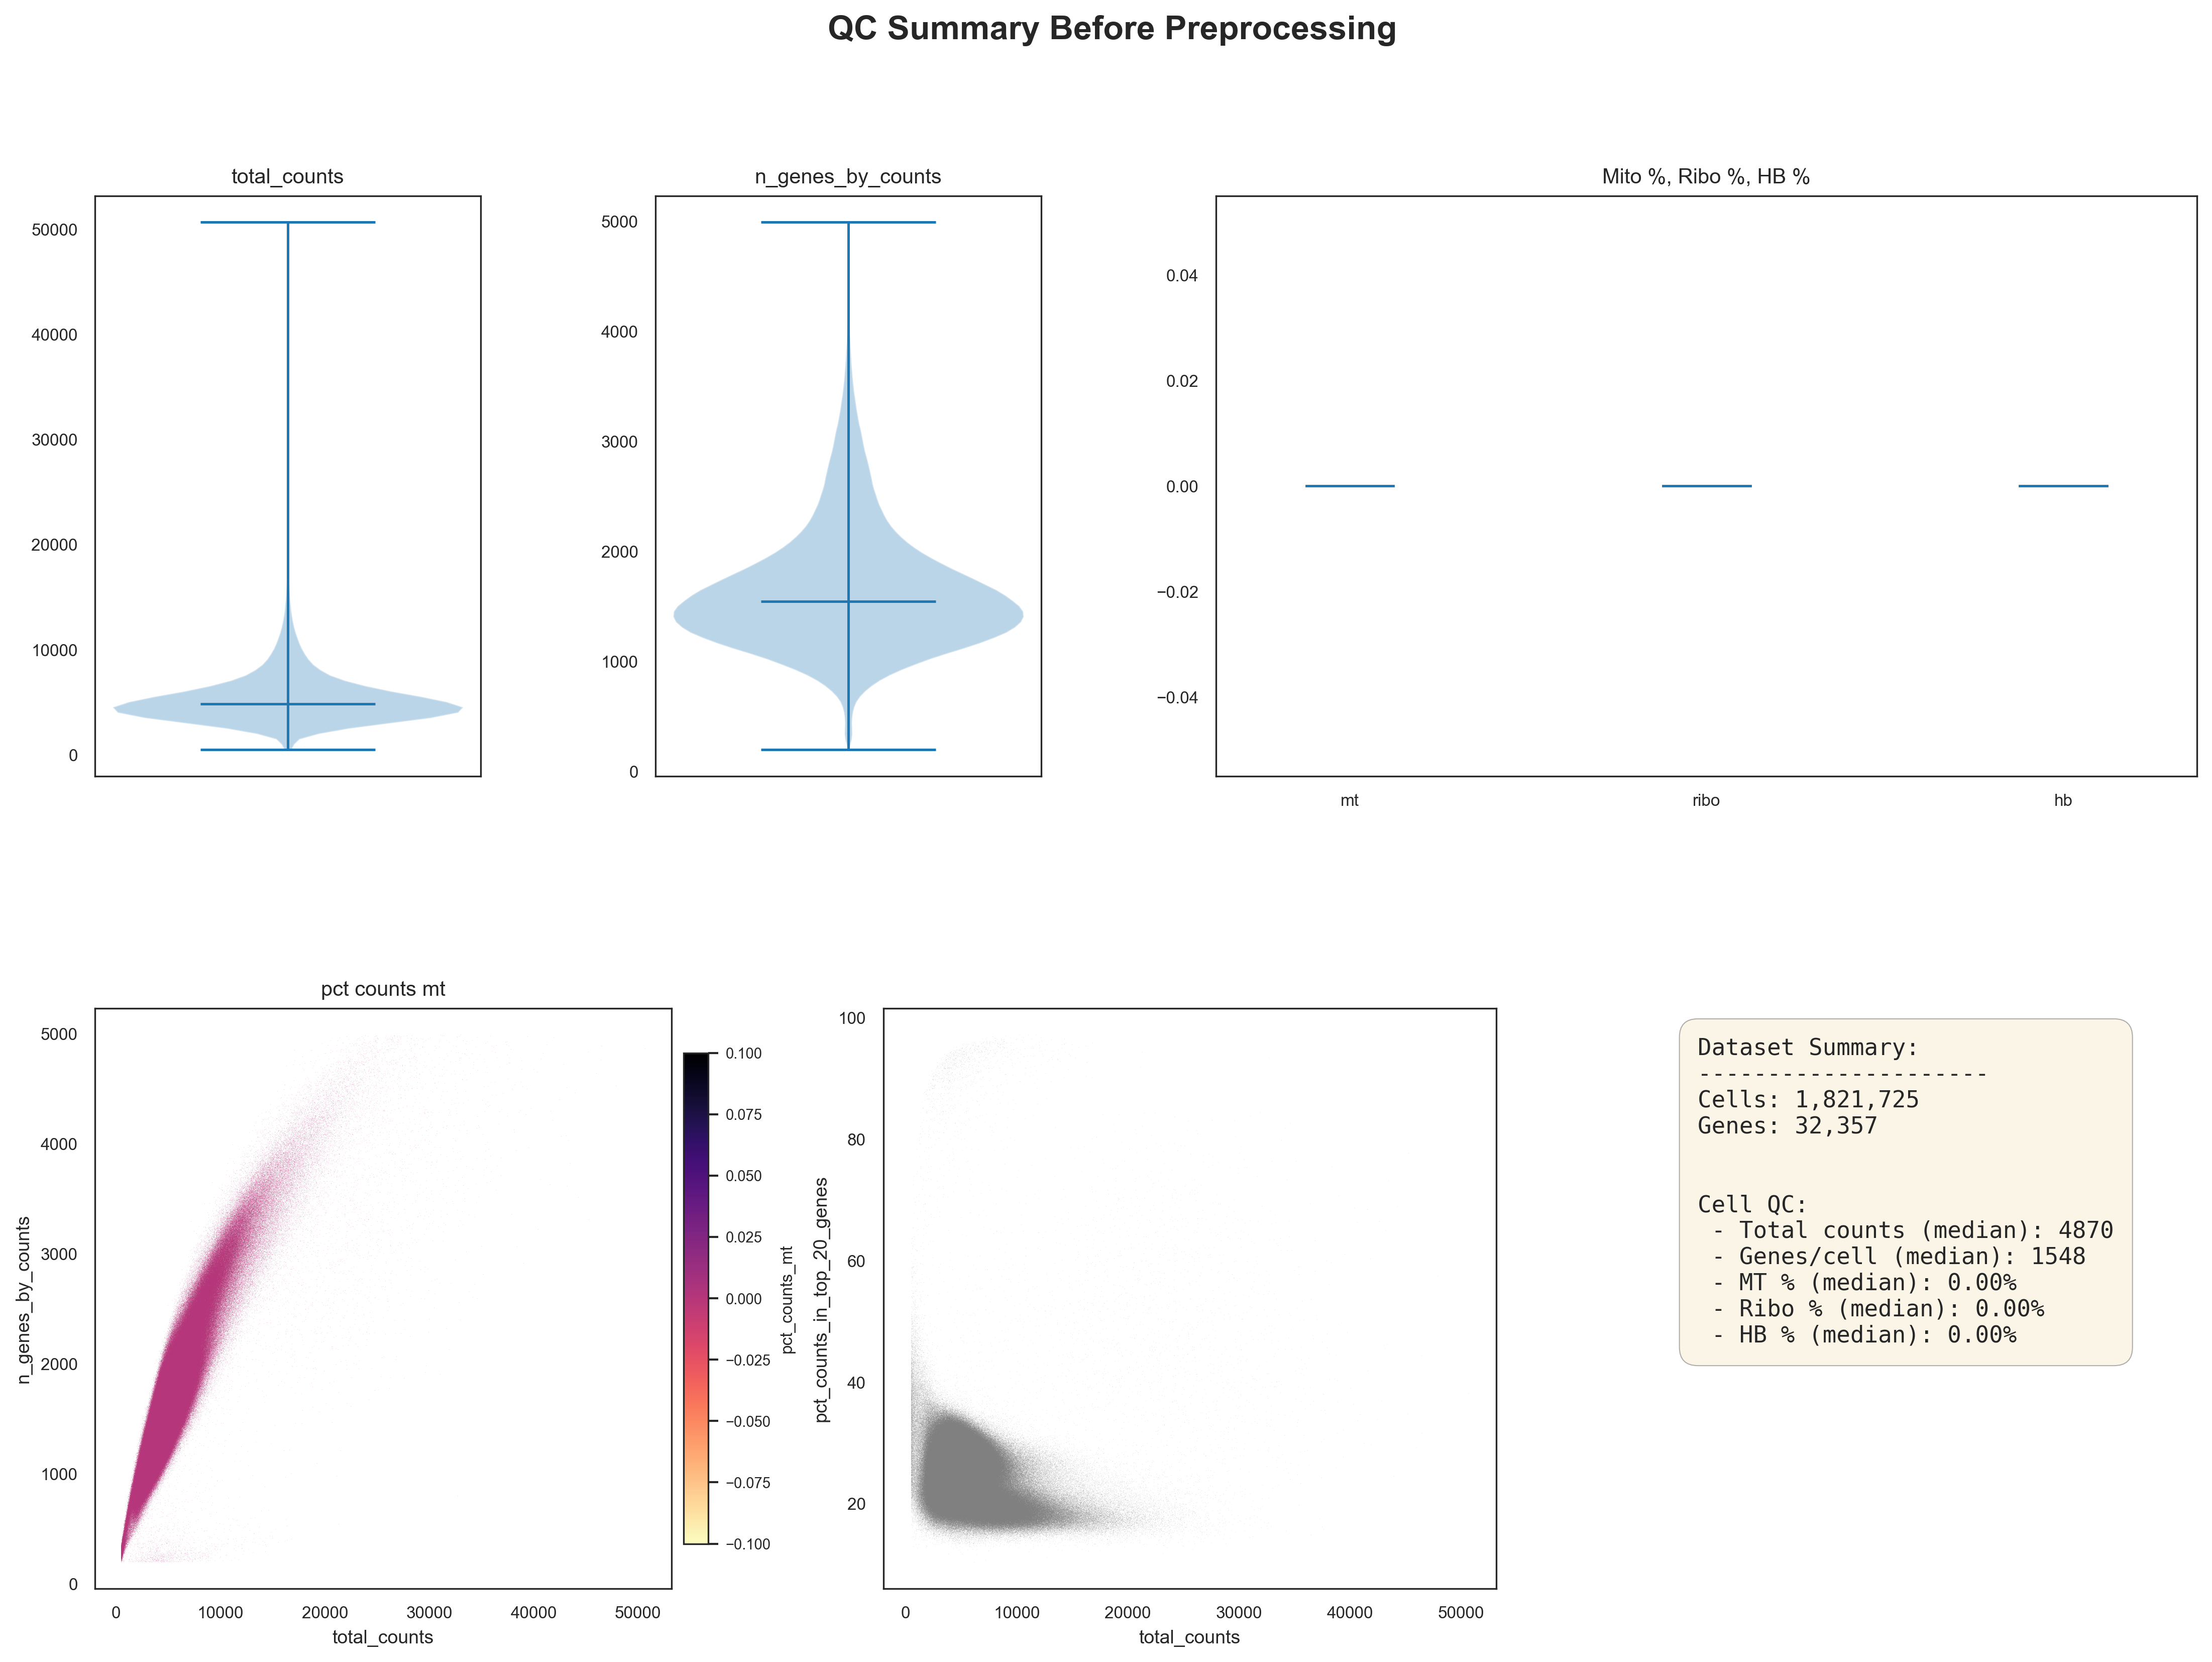 QC Summary Before Preprocessing
total_counts
50000
40000
30000
20000
10000
0
n_genes_by_counts
5000
4000
3000
2000
1000
0
Mito %, Ribo %, HB %
0.04
0.02
0.00
−0.02
−0.04
mt ribo hb
pct counts mt
n_genes_by_counts
5000
4000
3000
2000
1000
0
0 10000 20000 30000 40000 50000
total_counts
0.100
0.075
0.050
0.025
0.000
−0.025
−0.050
−0.075
−0.100
pct_counts_mt
pct_counts_in_top_20_genes
100
80
60
40
20
0 10000 20000 30000 40000 50000
total_counts
Dataset Summary:
---------------------
Cells: 1,821,725
Genes: 32,357
Cell QC:
- Total counts (median): 4870
- Genes/cell (median): 1548
- MT % (median): 0.00%
- Ribo % (median): 0.00%
- HB % (median): 0.00%